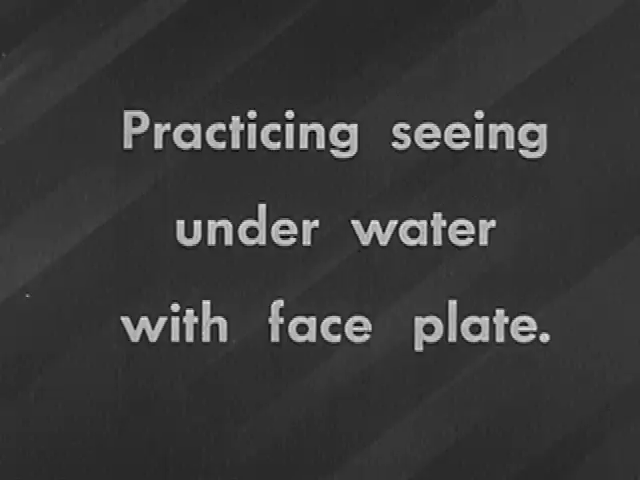 Practicing seeing
under water
with face plate.